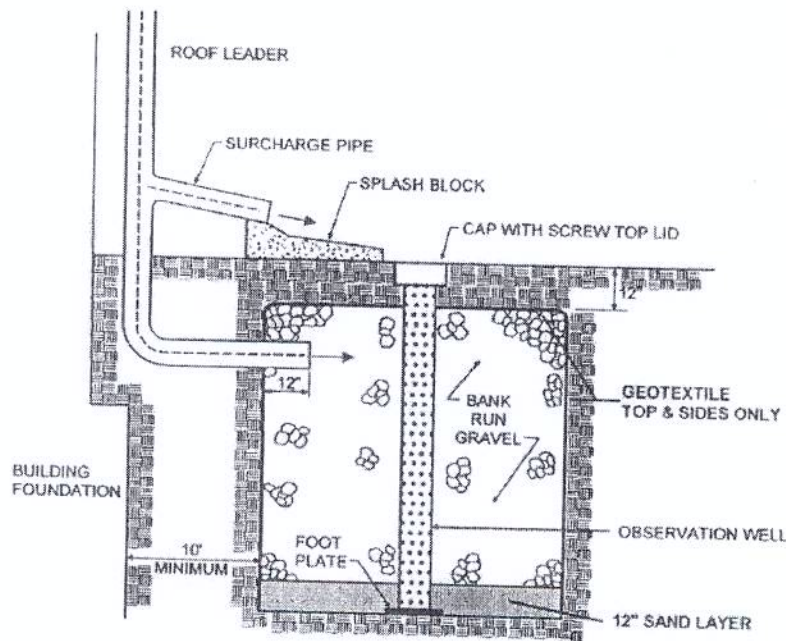 ROOF LEADER
SURCHARGE PIPE
SPLASH BLOCK
CAP WITH SCREW TOP LID
12"
12"
GEOTEXTILE
TOP & SIDES ONLY
BANK
RUN
GRAVEL
BUILDING
FOUNDATION
OBSERVATION WELL
FOOT
PLATE
10'
MINIMUM
12" SAND LAYER